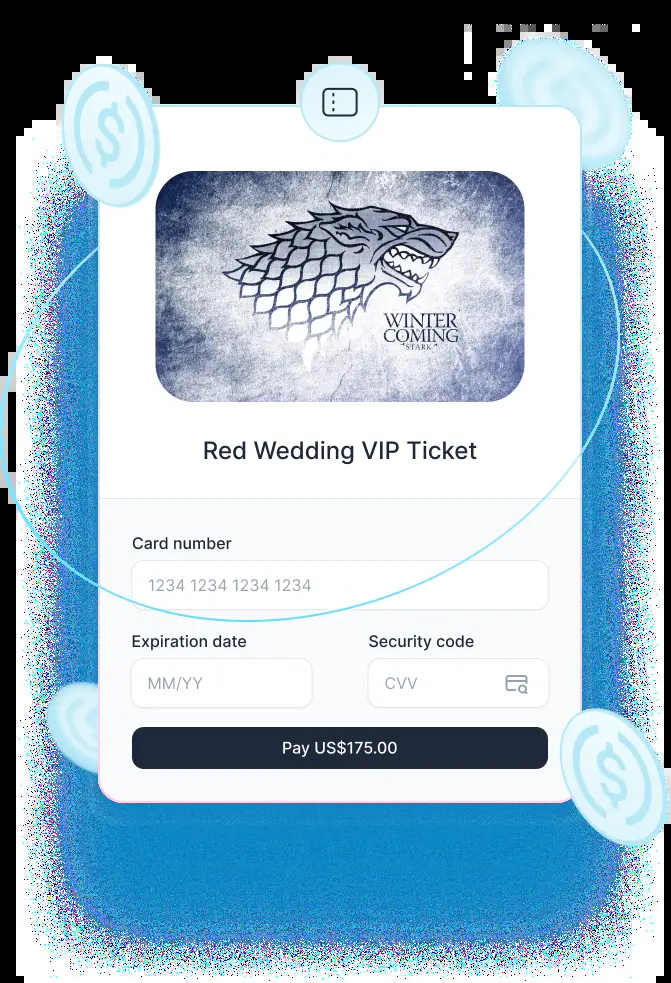 WINTER
COMING
STARK
Red Wedding VIP Ticket
Card number
1234 1234 1234 1234
Expiration date
Security code
MM/YY
CVV
Pay US$175.00